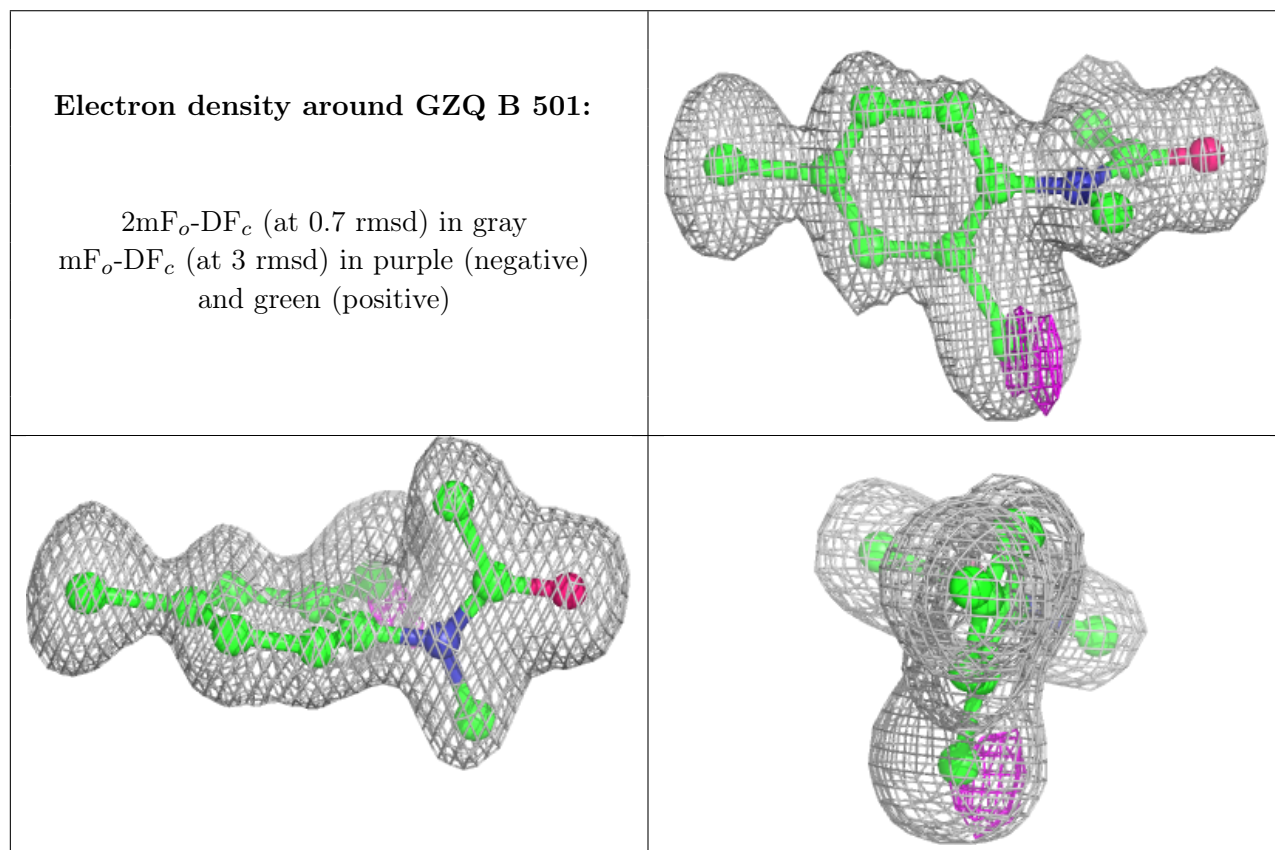 Electron density around GZQ B 501:
2mFo-DFc (at 0.7 rmsd) in gray
mFo-DFc (at 3 rmsd) in purple (negative)
and green (positive)